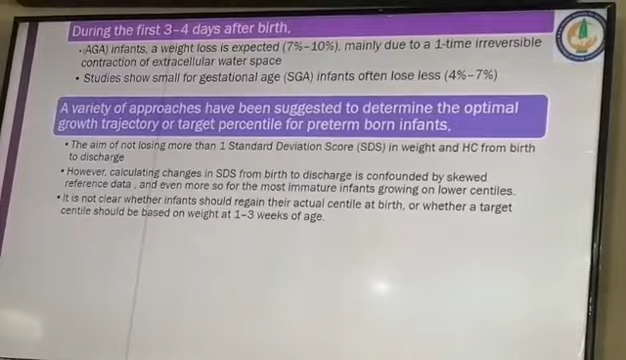 During the first 3-4 days after birth,
• (AGA) infants, a weight loss is expected (7%-10%), mainly due to a 1-time irreversible
contraction of extracellular water space
• Studies show small for gestational age (SGA) infants often lose less (4%-7%)
A variety of approaches have been suggested to determine the optimal
growth trajectory or target percentile for preterm born infants,
• The aim of not losing more than 1 Standard Deviation Score (SDS) in weight and HC from birth
to discharge
• However, calculating changes in SDS from birth to discharge is confounded by skewed
reference data , and even more so for the most immature infants growing on lower centiles.
• It is not clear whether infants should regain their actual centile at birth, or whether a target
centile should be based on weight at 1-3 weeks of age.